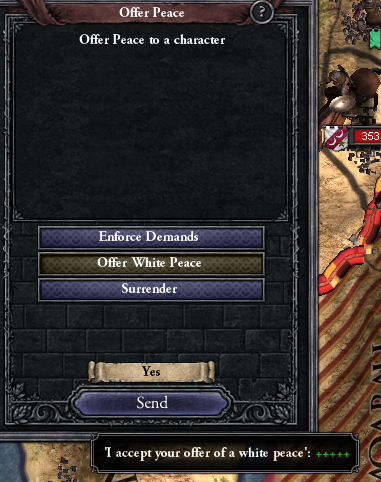 Offer Peace
?
Offer Peace to a character
353
Enforce Demands
Offer White Peace
Surrender
Yes
Send
'I accept your offer of a white peace': +++++